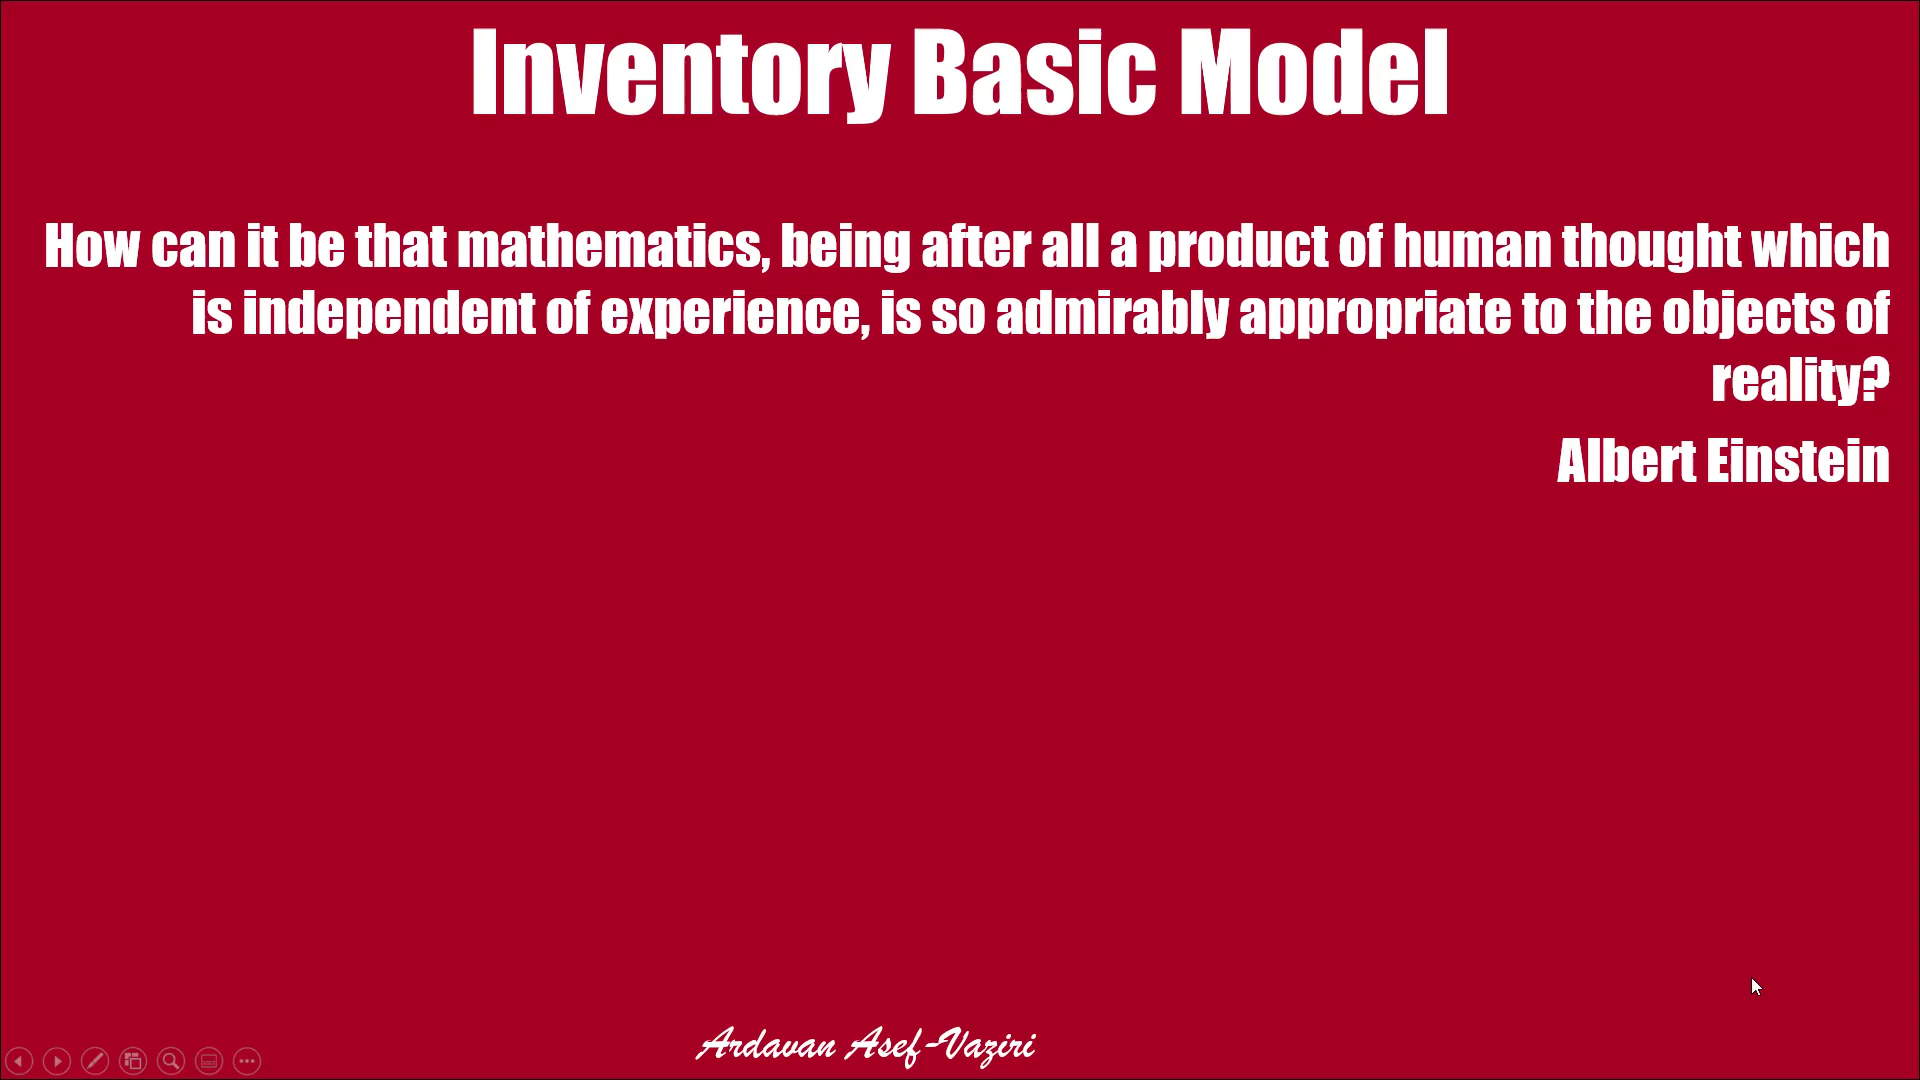 Inventory Basic Model
How can it be that mathematics, being after all a product of human thought which
is independent of experience, is so admirably appropriate to the objects of
reality?
Albert Einstein
Ardavan Asef-Vaziri